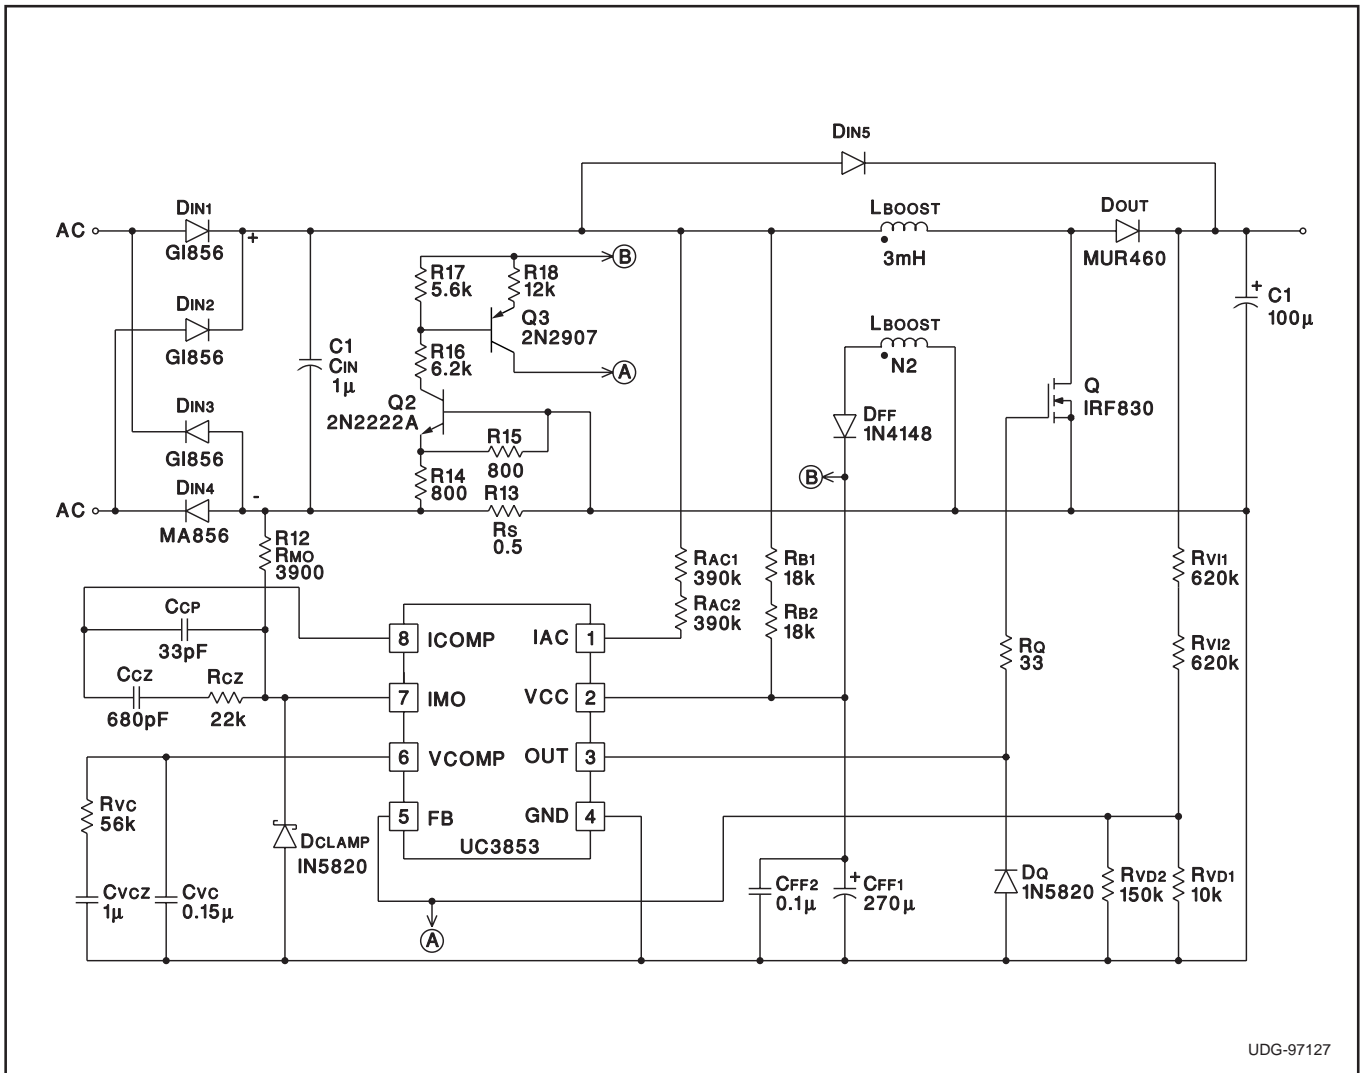 DIN5
DIN1
LBOOST
DOUT
AC
+
GI856
3mH
MUR460
B
R17
5.6k
R18
12k
+
C1
100µ
DIN2
GI856
Q3
2N2907
LBOOST
N2
C1
CIN
1µ
R16
6.2k
A
Q
IRF830
DIN3
GI856
Q2
2N2222A
DFF
1N4148
R15
800
B
DIN4
-
R14
800
R13
AC
MA856
RS
0.5
R12
RMO
3900
RAC1
390k
RB1
18k
RVI1
620k
CCP
33pF
RAC2
390k
RB2
18k
8
ICOMP
IAC
1
RQ
33
RVI2
620k
CCZ
680pF
RCZ
22k
7
IMO
VCC
2
6
VCOMP
OUT
3
RVC
56k
5
FB
GND
4
UC3853
DCLAMP
IN5820
CVCZ
1µ
CVC
0.15µ
CFF2
0.1µ
+
CFF1
270µ
DQ
1N5820
RVD2
150k
RVD1
10k
A
UDG-97127